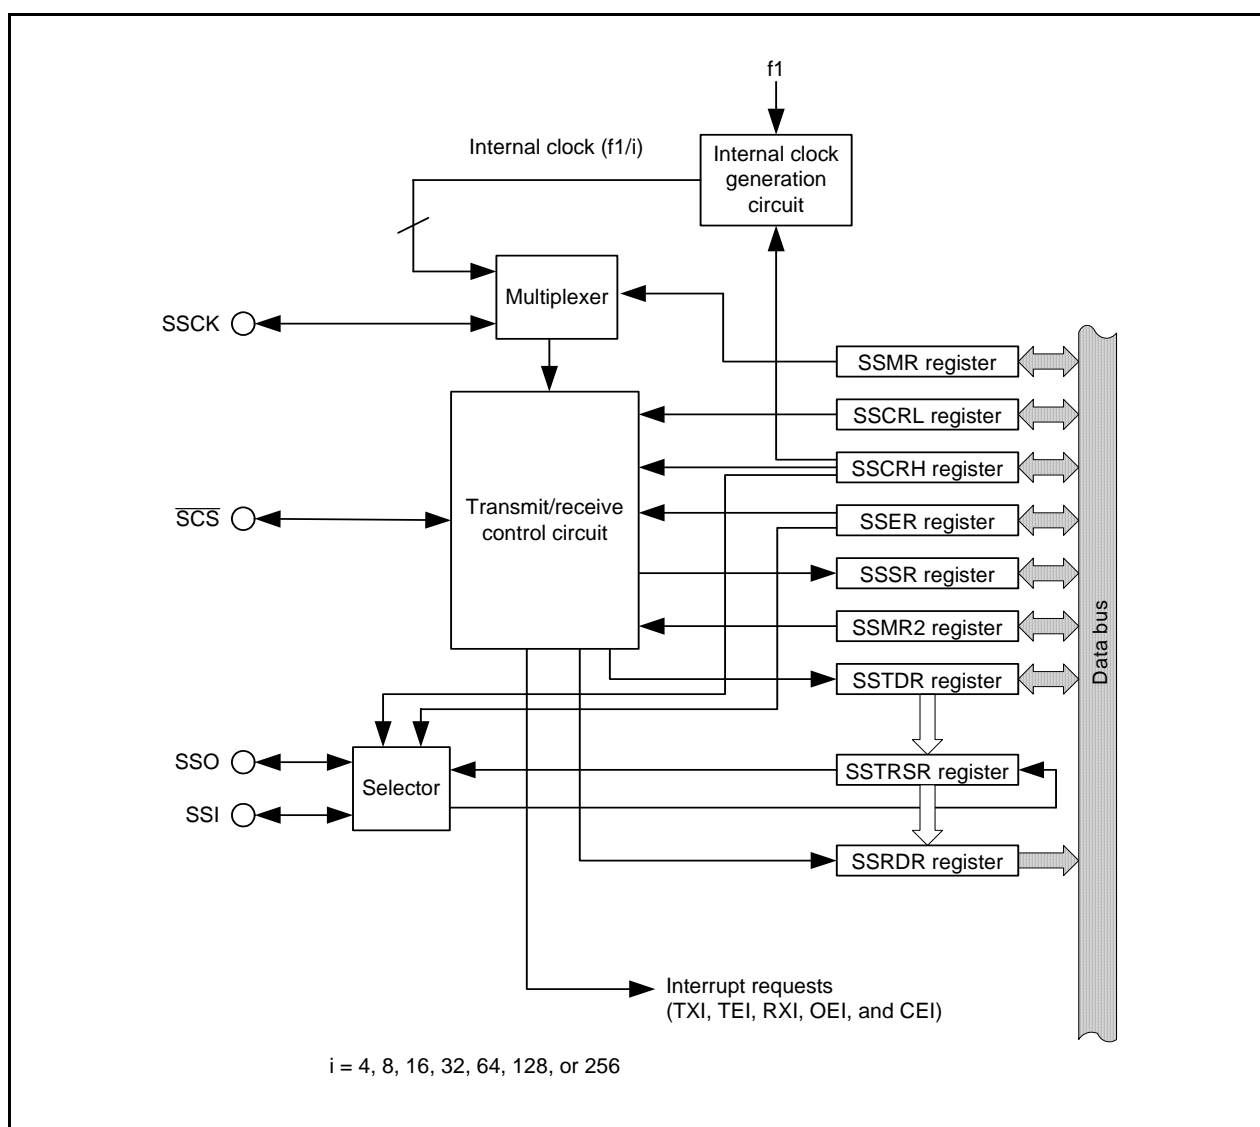 f1
Internal clock (f1/i)
Internal clock
generation
circuit
Multiplexer
SSCK
SSMR register
SSCRL register
SSCRH register
Transmit/receive
control circuit
SCS
SSER register
SSSR register
SSMR2 register
Data bus
SSTDR register
SSO
SSTRSR register
Selector
SSI
SSRDR register
Interrupt requests
(TXI, TEI, RXI, OEI, and CEI)
i = 4, 8, 16, 32, 64, 128, or 256